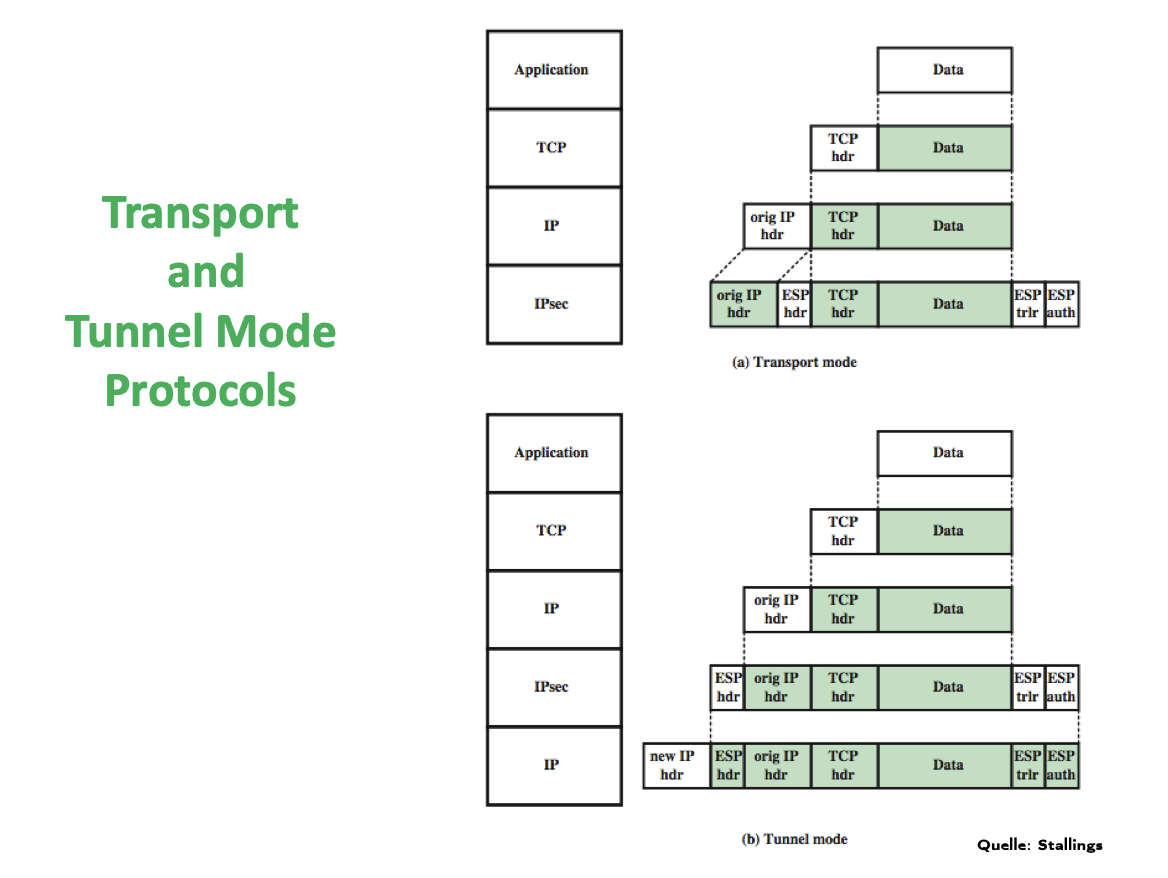 Transport
and
Tunnel Mode
Protocols
Application
Data
TCP
TCP
hdr
Data
IP
orig IP
hdr
TCP
hdr
Data
IPsec
orig IP
hdr
ESP
hdr
TCP
hdr
Data
ESP
trlr
ESP
auth
(a) Transport mode
Application
Data
TCP
TCP
hdr
Data
IP
orig IP
hdr
TCP
hdr
Data
IPsec
ESP
hdr
orig IP
hdr
TCP
hdr
Data
ESP
trlr
ESP
auth
IP
new IP
hdr
ESP
hdr
orig IP
hdr
TCP
hdr
Data
ESP
trlr
ESP
auth
(b) Tunnel mode
Quelle: Stallings